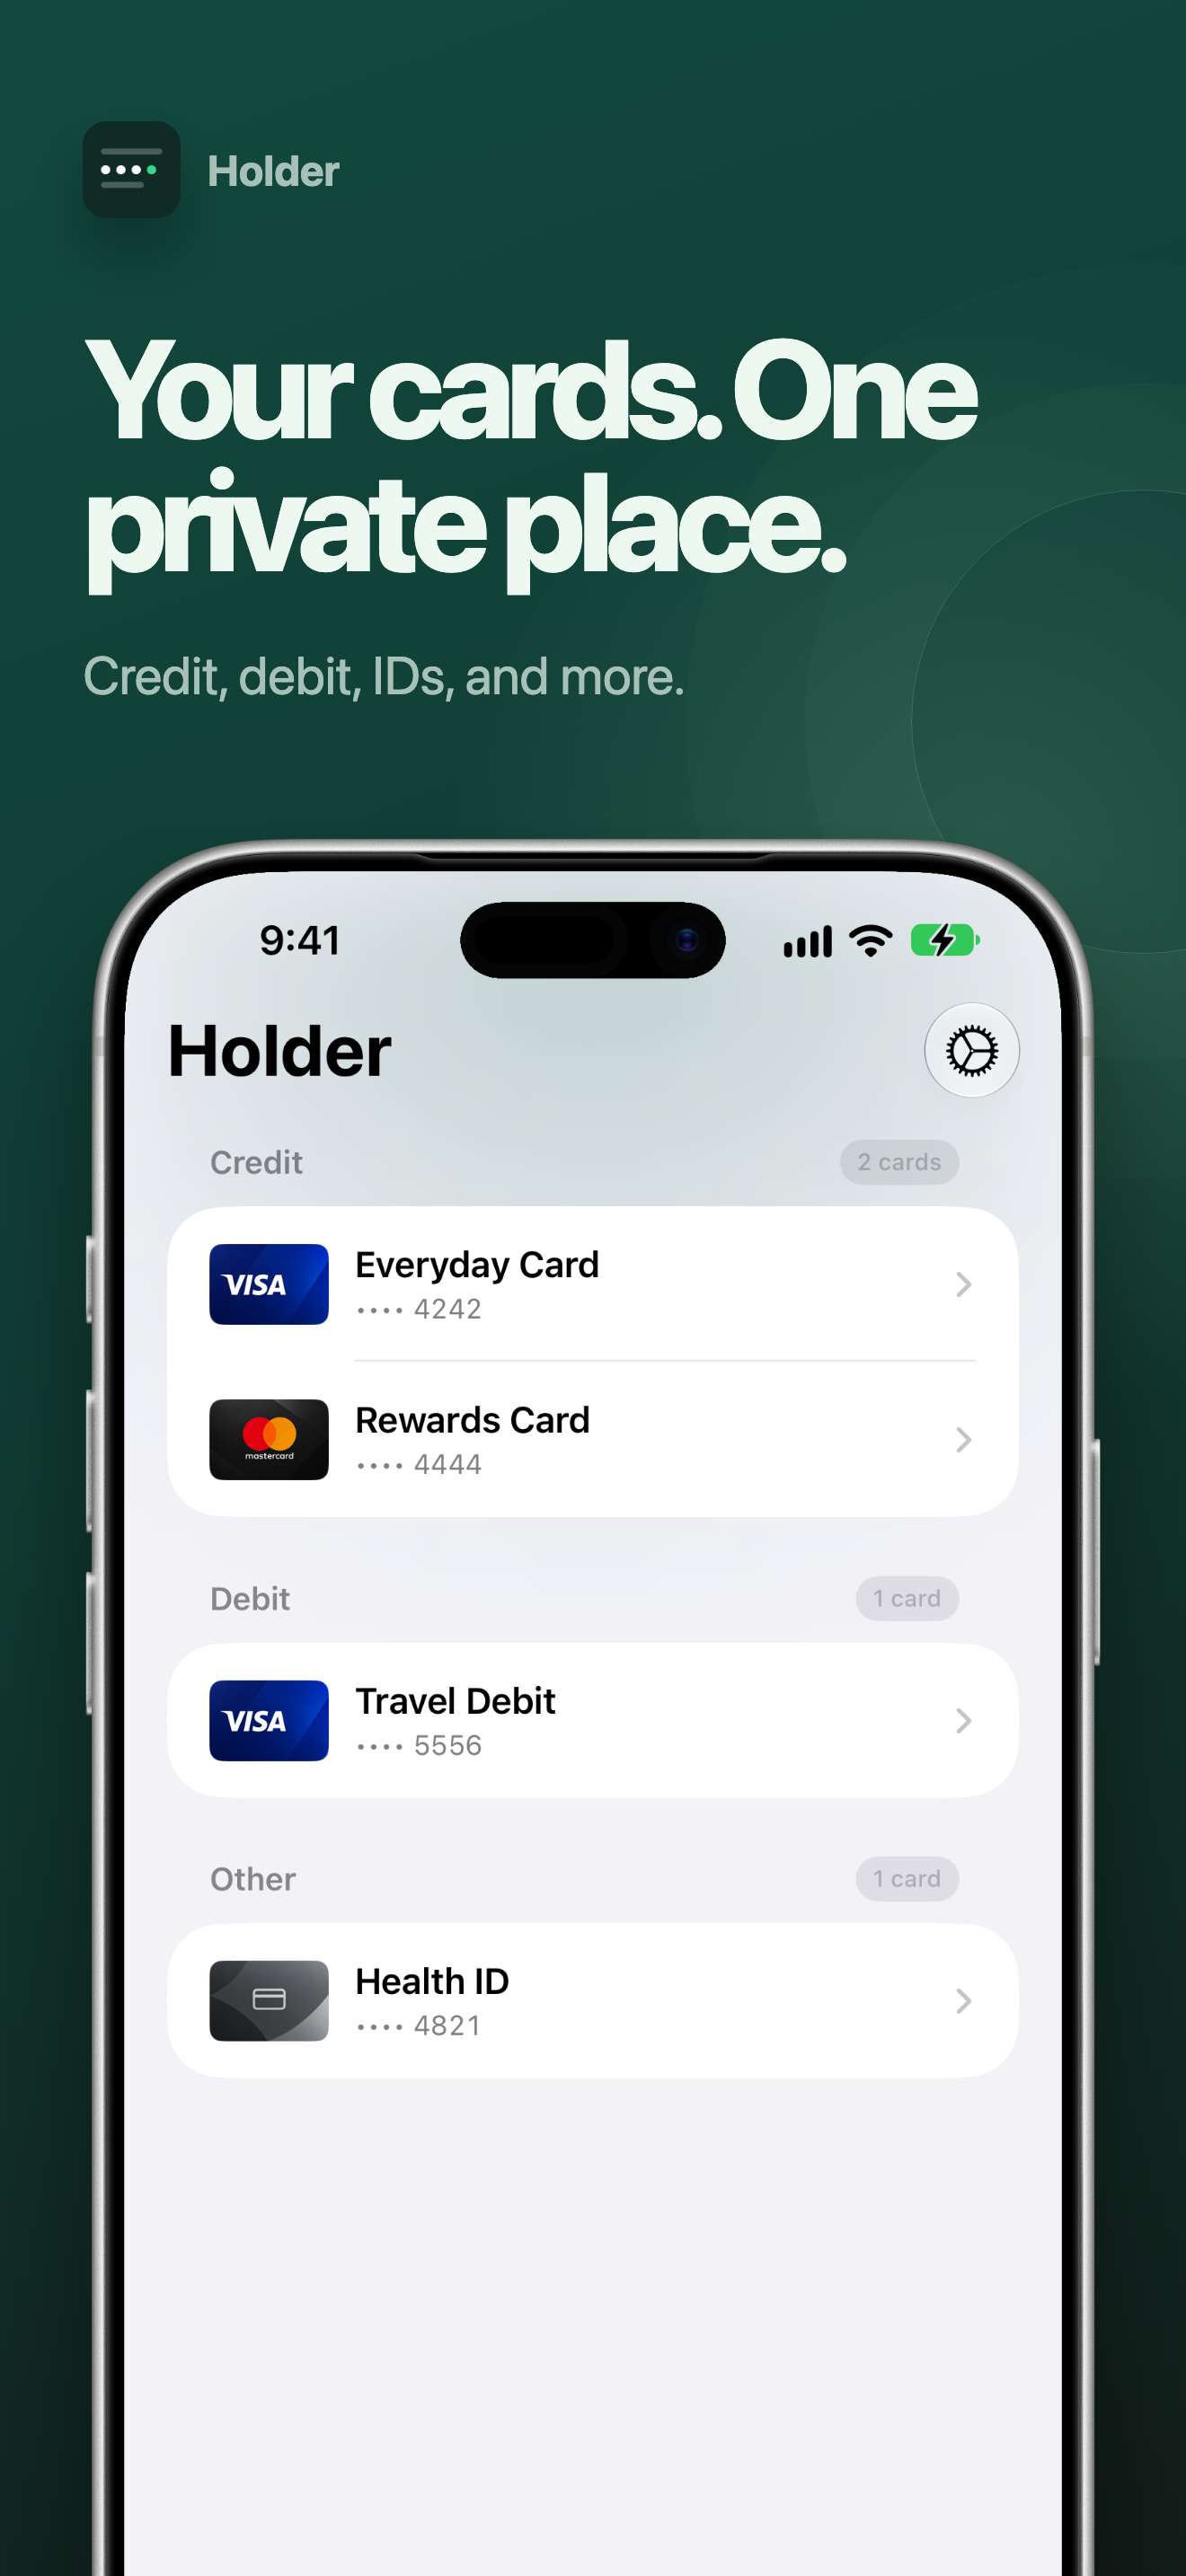 Holder
Your cards. One
private place.
Credit, debit, IDs, and more.
9:41
Holder
Credit
2 cards
VISA
Everyday Card
•••• 4242
mastercard
Rewards Card
•••• 4444
Debit
1 card
VISA
Travel Debit
•••• 5556
Other
1 card
Health ID
•••• 4821